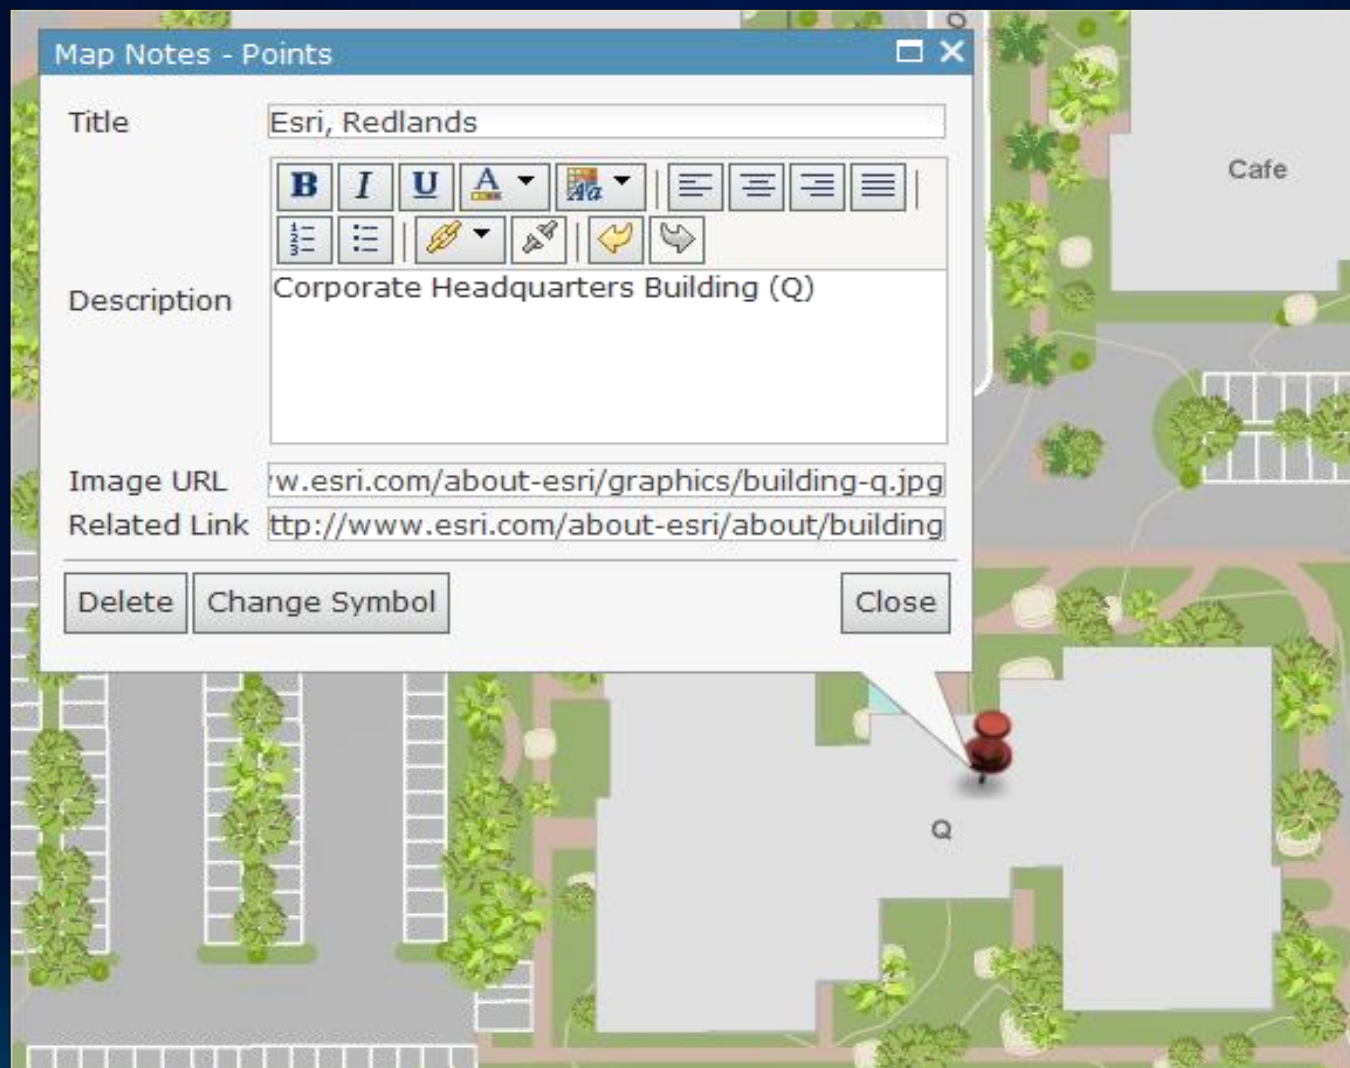 Map Notes - Points
Title
Esri, Redlands
B I U A Aa
Description
Corporate Headquarters Building (Q)
Image URL
w.esri.com/about-esri/graphics/building-q.jpg
Related Link
ttp://www.esri.com/about-esri/about/building
Delete
Change Symbol
Close
Cafe
Q